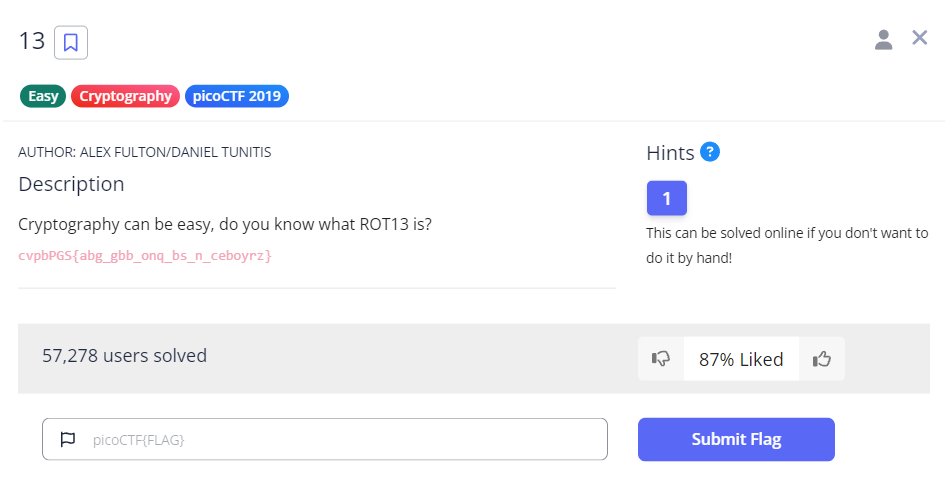 13
Easy Cryptography picoCTF 2019
AUTHOR: ALEX FULTON/DANIEL TUNITIS
Description
Cryptography can be easy, do you know what ROT13 is?
cvpbPGS{abg_gbb_onq_bs_n_ceboyrz}
Hints ?
1
This can be solved online if you don't want to
do it by hand!
57,278 users solved
87% Liked
picoCTF{FLAG}
Submit Flag